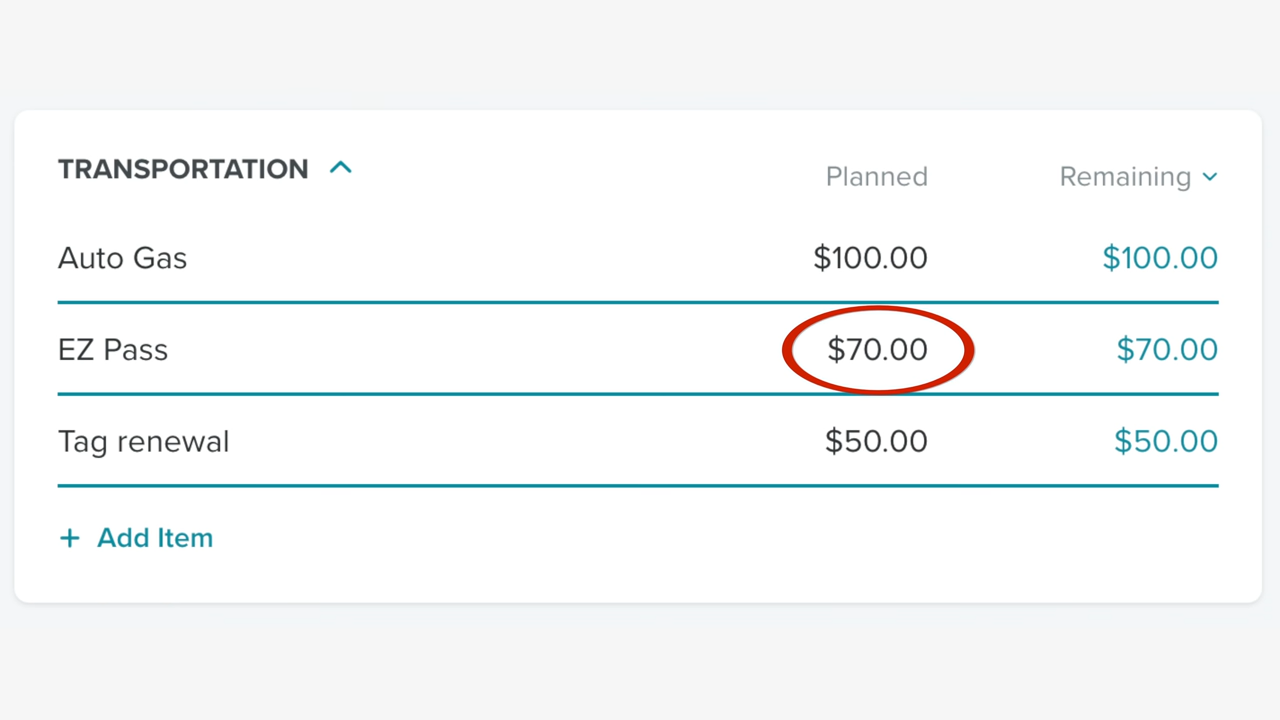 TRANSPORTATION Planned Remaining
Auto Gas $100.00 $100.00
EZ Pass $70.00 $70.00
Tag renewal $50.00 $50.00
+ Add Item